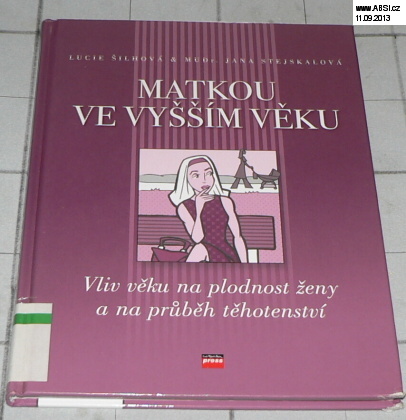 www.ABSi.cz
11.09.2013
LUCIE ŠILHOVÁ & MUDr. JANA STEJSKALOVÁ
MATKOU
VE VYŠŠÍM VĚKU
Vliv věku na plodnost ženy
a na průběh těhotenství
press